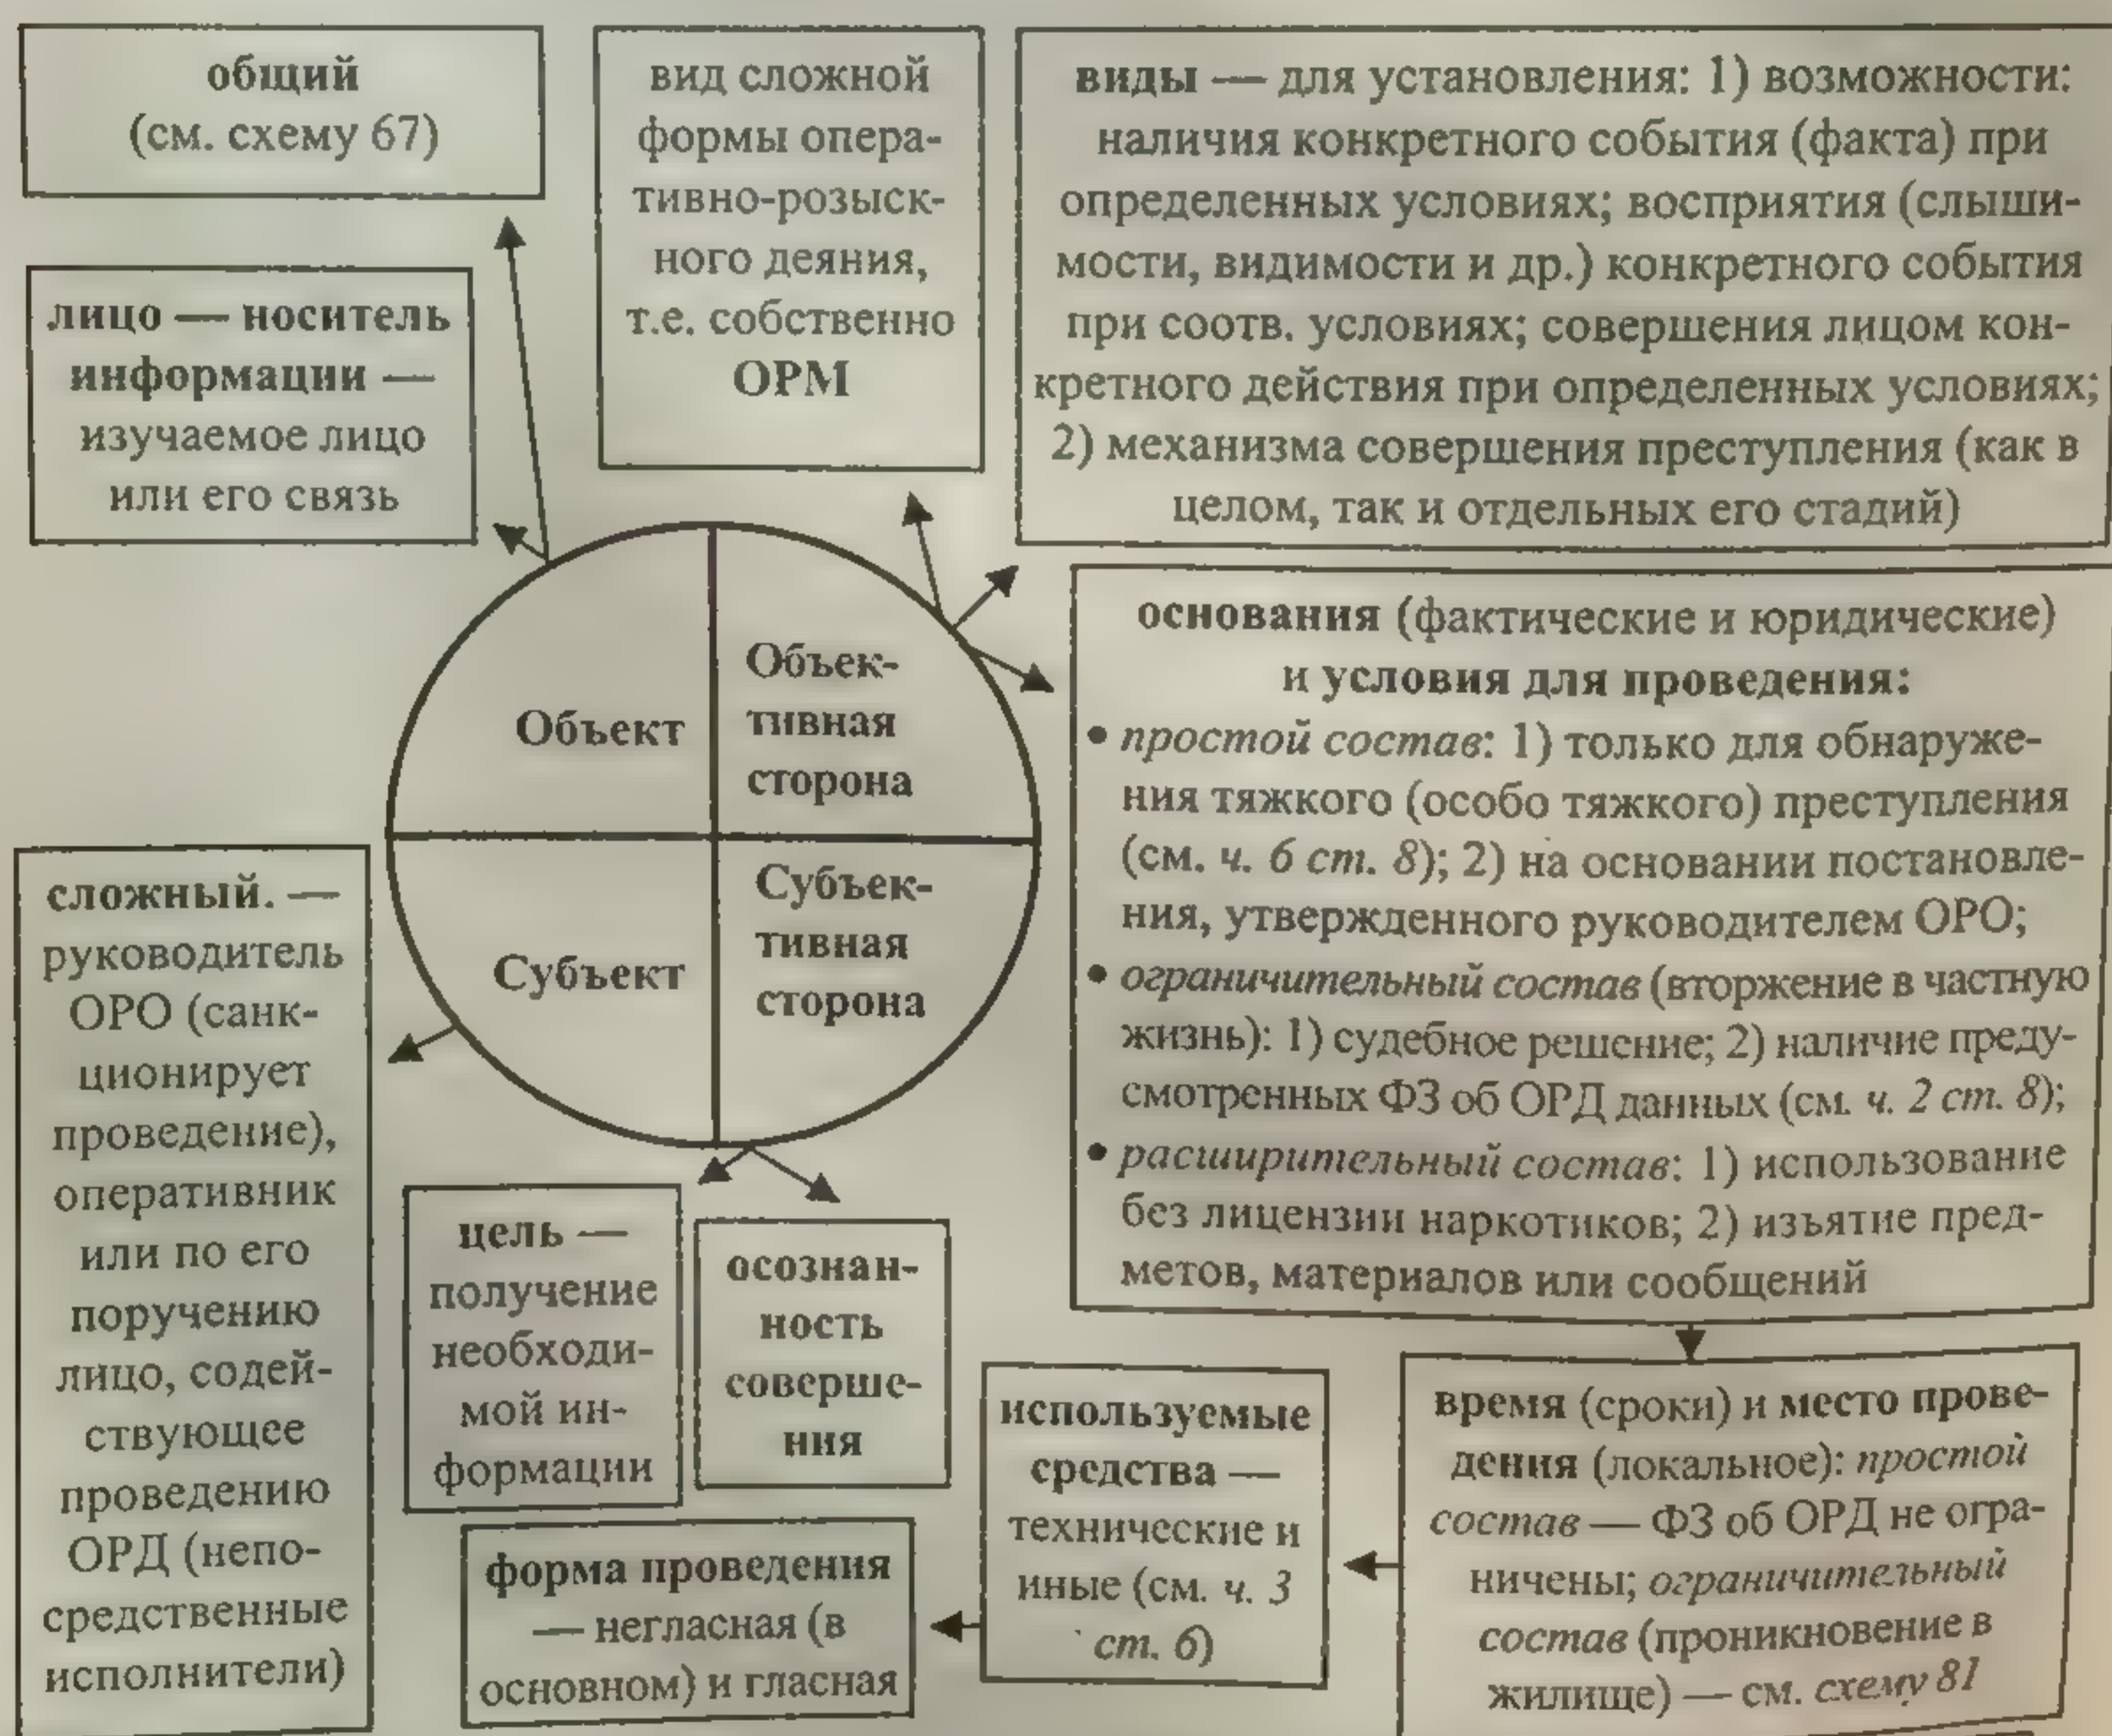 общий
(см. схему 67)
лицо — носитель
информации —
изучаемое лицо
или его связь
вид сложной
формы опера-
тивно-розыск-
ного деяния,
т.е. собственно
ОРМ
виды — для установления: 1) возможности:
наличия конкретного события (факта) при
определенных условиях; восприятия (слыши-
мости, видимости и др.) конкретного события
при соотв. условиях; совершения лицом кон-
кретного действия при определенных условиях;
2) механизма совершения преступления (как в
целом, так и отдельных его стадий)
Объект
Объек-
тивная
сторона
Субъект
Субъек-
тивная
сторона
основания (фактические и юридические)
и условия для проведения:
• простой состав: 1) только для обнаруже-
ния тяжкого (особо тяжкого) преступления
(см. ч. 6 ст. 8); 2) на основании постановле-
ния, утвержденного руководителем ОРО;
• ограничительный состав (вторжение в частную
жизнь): 1) судебное решение; 2) наличие преду-
смотренных ФЗ об ОРД данных (см. ч. 2 ст. 8);
• расширительный состав: 1) использование
без лицензии наркотиков; 2) изъятие пред-
метов, материалов или сообщений
сложный. —
руководитель
ОРО (санк-
ционирует
проведение),
оперативник
или по его
поручению
лицо, содей-
ствующее
проведению
ОРД (непо-
средственные
исполнители)
цель —
получение
необходи-
мой ин-
формации
осознан-
ность
соверше-
ния
форма проведения
— негласная (в
основном) и гласная
используемые
средства —
технические и
иные (см. ч. 3
ст. 6)
время (сроки) и место прове-
дения (локальное): простой
состав — ФЗ об ОРД не огра-
ничены; ограничительный
состав (проникновение в
жилище) — см. схему 81